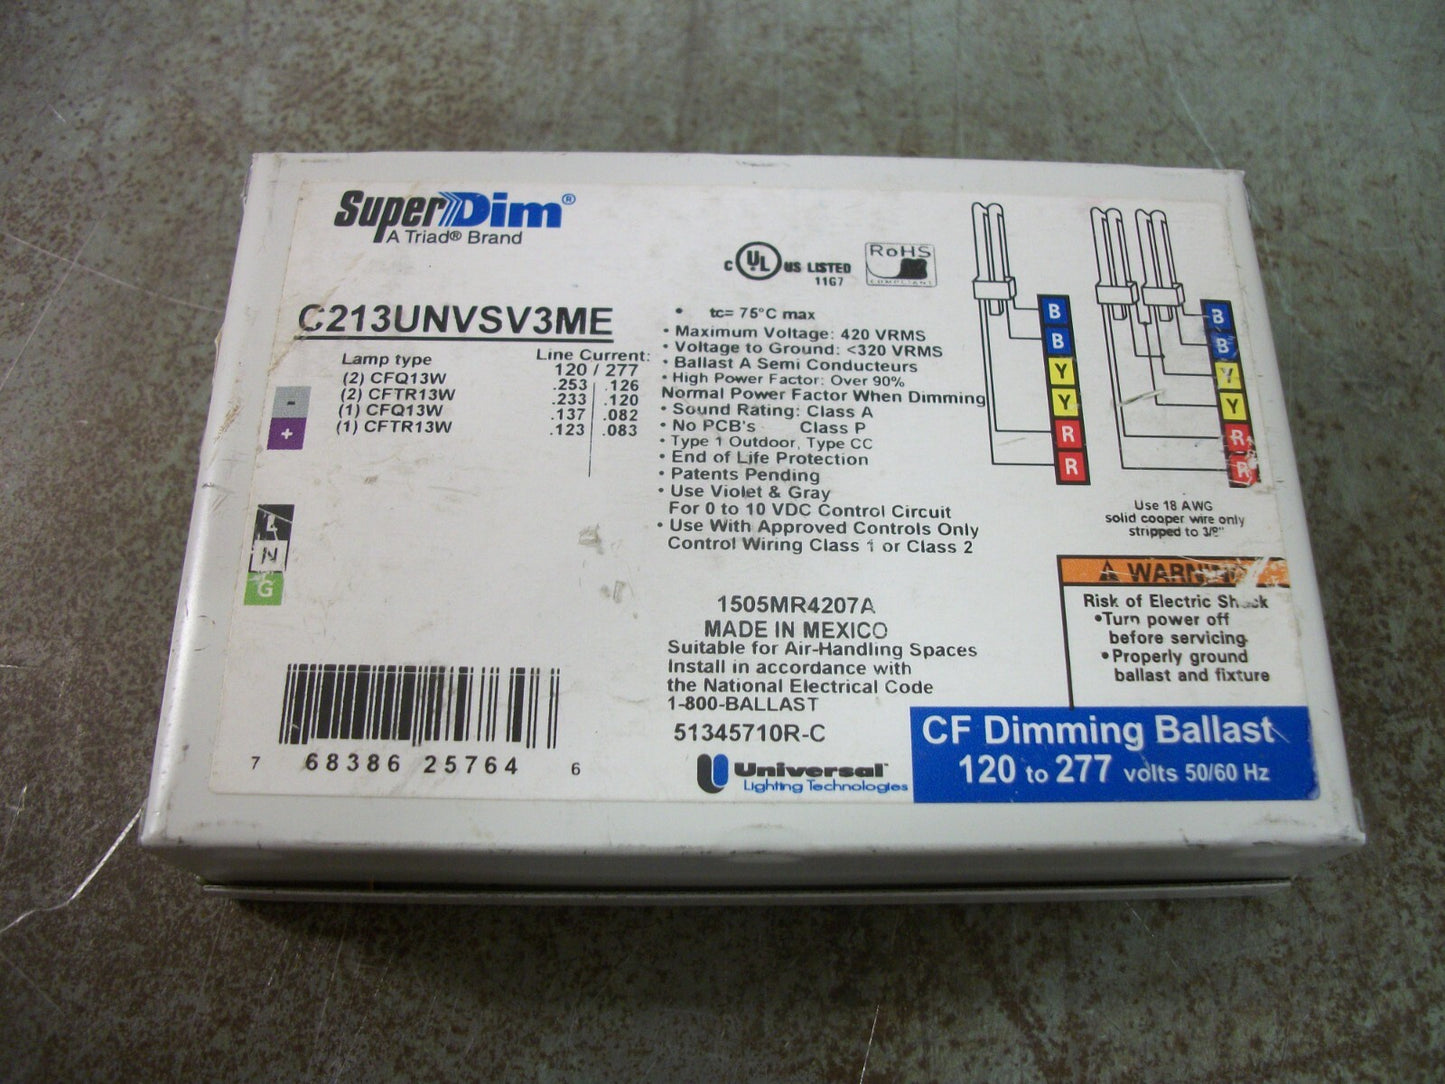 SuperDim®
A Triad® Brand
C213UNVSV3ME
Lamp type Line Current:
120 / 277
(2) CFQ13W .253 .126
(2) CFTR13W .233 .120
(1) CFQ13W .137 .082
(1) CFTR13W .123 .083
-
+
L
N
G
7 68386 25764 6
C UL US LISTED
1167
RoHS
COMPLIANT
• tc= 75°C max
• Maximum Voltage: 420 VRMS
• Voltage to Ground: <320 VRMS
• Ballast A Semi Conducteurs
• High Power Factor: Over 90%
Normal Power Factor When Dimming
• Sound Rating: Class A
• No PCB's Class P
• Type 1 Outdoor, Type CC
• End of Life Protection
• Patents Pending
• Use Violet & Gray
For 0 to 10 VDC Control Circuit
• Use With Approved Controls Only
Control Wiring Class 1 or Class 2
1505MR4207A
MADE IN MEXICO
Suitable for Air-Handling Spaces
Install in accordance with
the National Electrical Code
1-800-BALLAST
51345710R-C
Universal™
Lighting Technologies
B
B
Y
Y
R
R
B
B
Y
Y
R
R
Use 18 AWG
solid cooper wire only
stripped to 3/8"
WARNING
Risk of Electric Shock
•Turn power off
before servicing
•Properly ground
ballast and fixture
CF Dimming Ballast
120 to 277 volts 50/60 Hz